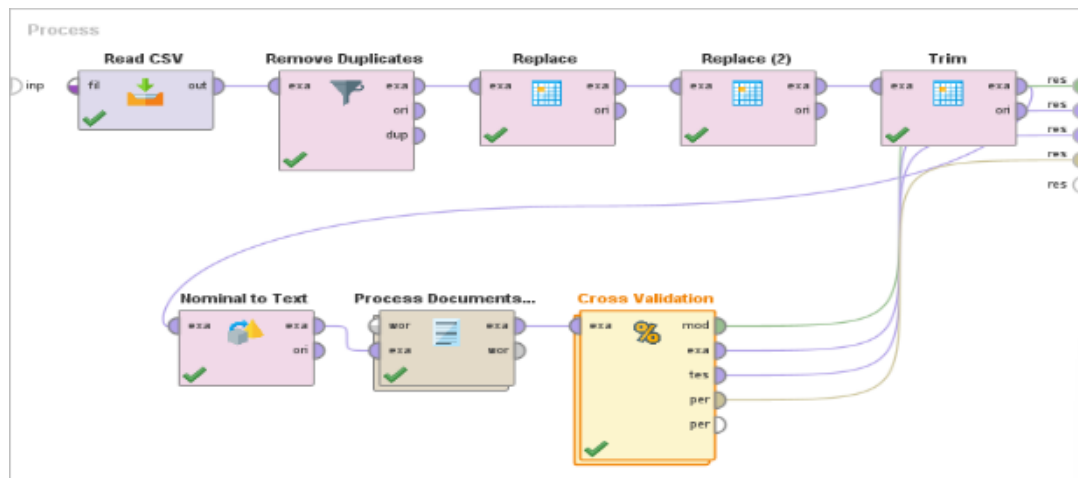 Process
Read CSV
Remove Duplicates
Replace
Replace (2)
Trim
inp
fil
out
exa
exa
ori
dup
exa
exa
ori
exa
exa
ori
exa
exa
ori
res
res
res
res
res
Nominal to Text
Process Documents...
Cross Validation
exa
exa
ori
wor
exa
exa
wor
exa
mod
exa
tes
per
per